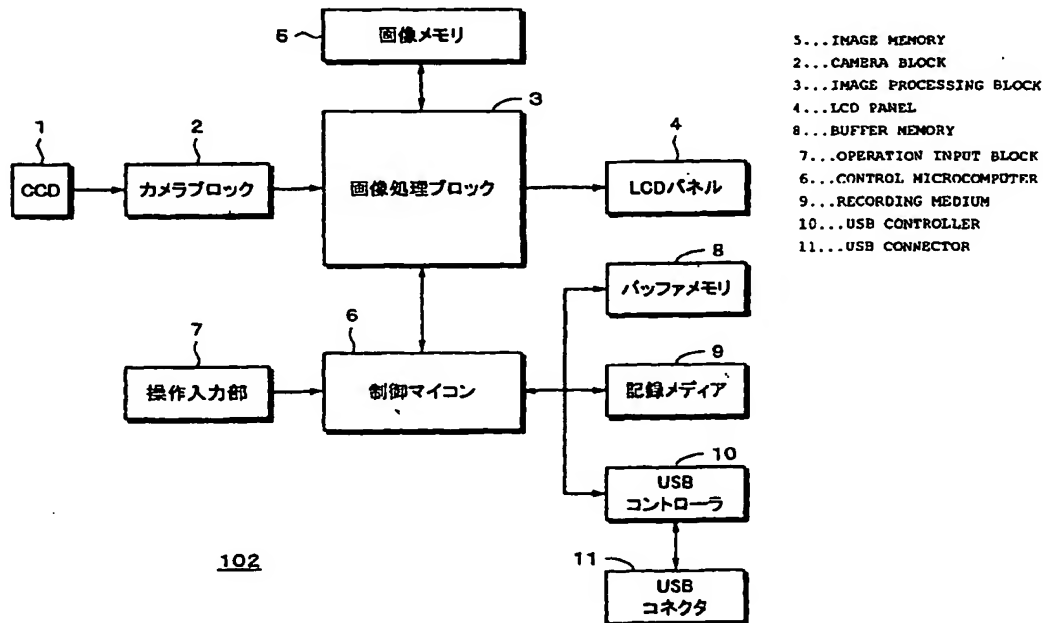 5
画像メモリ
3
1
2
4
CCD
カメラブロック
画像処理ブロック
LCDパネル
8
バッファメモリ
7
6
9
操作入力部
制御マイコン
記録メディア
10
USB
コントローラ
102
11
USB
コネクタ
5...IMAGE MEMORY
2...CAMERA BLOCK
3...IMAGE PROCESSING BLOCK
4...LCD PANEL
8...BUFFER MEMORY
7...OPERATION INPUT BLOCK
6...CONTROL MICROCOMPUTER
9...RECORDING MEDIUM
10...USB CONTROLLER
11...USB CONNECTOR